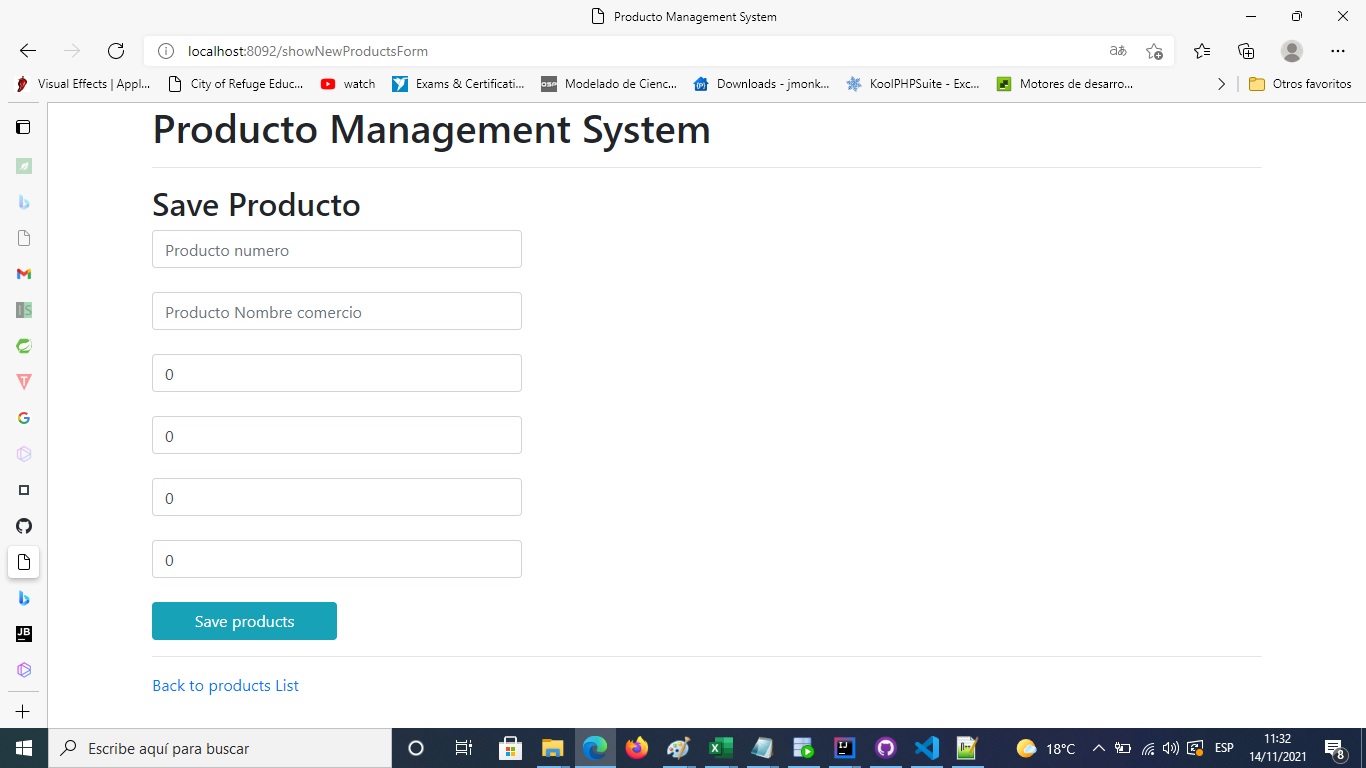 Producto Management System
localhost:8092/showNewProductsForm
Visual Effects | Appl... City of Refuge Educ... watch Exams & Certificati... Modelado de Cienc... Downloads - jmonk... KoolPHPSuite - Exc... Motores de desarro... Otros favoritos
Producto Management System
Save Producto
Producto numero
Producto Nombre comercio
0
0
0
0
Save products
Back to products List
Escribe aquí para buscar
18°C
ESP
11:32
14/11/2021
8